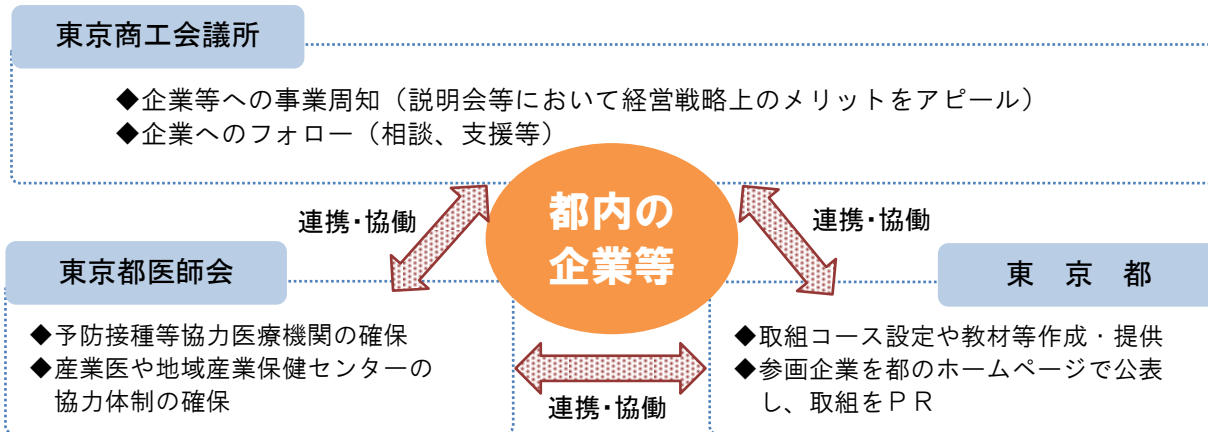 東京商工会議所
◆企業等への事業周知（説明会等において経営戦略上のメリットをアピール）
◆企業へのフォロー（相談、支援等）
都内の
企業等
連携・協働
連携・協働
東京都医師会
◆予防接種等協力医療機関の確保
◆産業医や地域産業保健センターの
協力体制の確保
東　京　都
◆取組コース設定や教材等作成・提供
◆参画企業を都のホームページで公表
し、取組をＰＲ
連携・協働